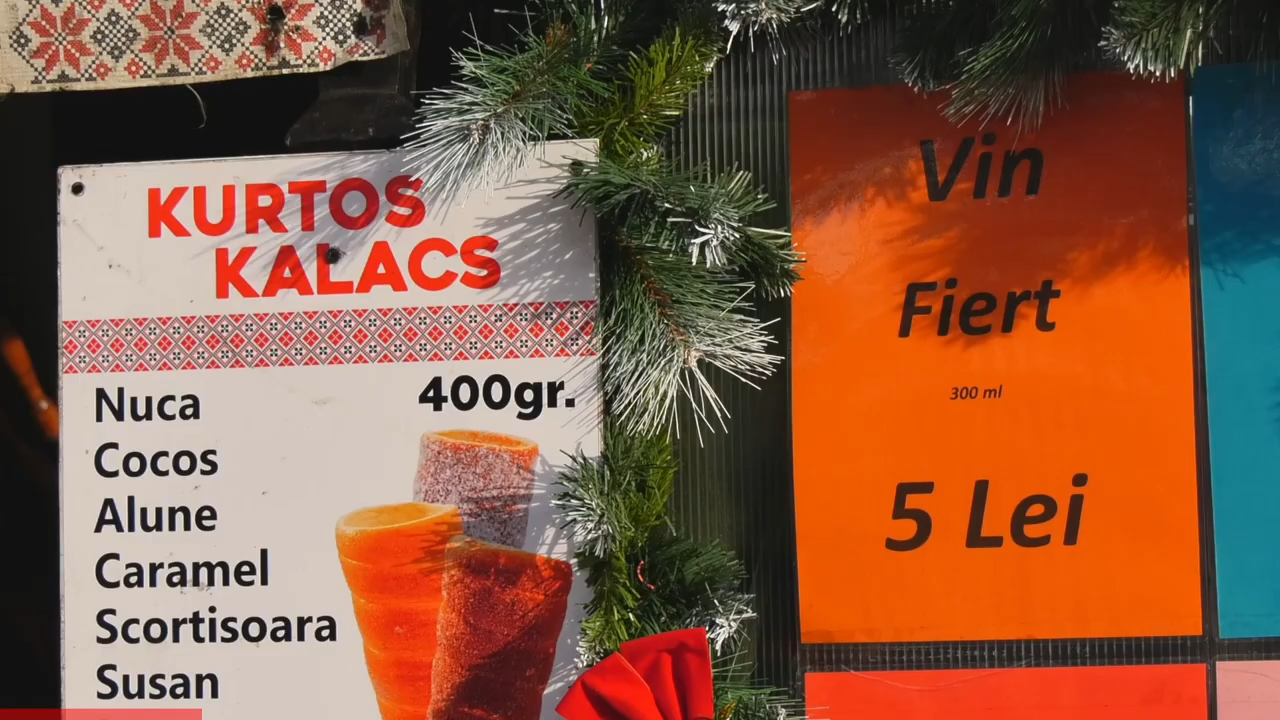 KURTOS
KALACS
400gr.
Nuca
Cocos
Alune
Caramel
Scortisoara
Susan
Vin
Fiert
300 ml
5 Lei